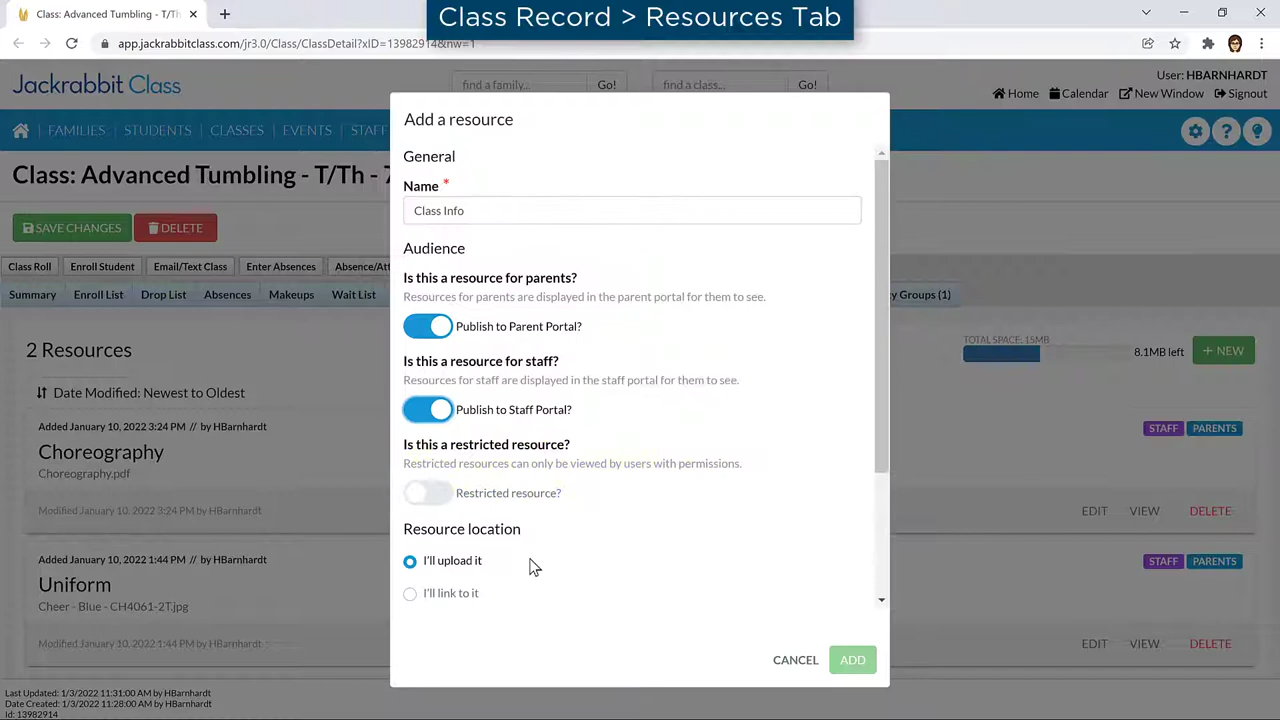 Class Record > Resources Tab
Class: Advanced Tumbling - T/Th
app.jackrabbitclass.com/jr3.0/Class/ClassDetail?xID=13982914&nw=1
Jackrabbit Class
find a family...
Go!
find a class...
Go!
User: HBARNHARDT
Home
Calendar
New Window
Signout
FAMILIES
STUDENTS
CLASSES
EVENTS
STAFF
Class: Advanced Tumbling - T/Th - 7
SAVE CHANGES
DELETE
Class Roll
Enroll Student
Email/Text Class
Enter Absences
Absence/Att
Summary
Enroll List
Drop List
Absences
Makeups
Wait List
Groups (1)
2 Resources
TOTAL SPACE: 15MB
8.1MB left
+ NEW
Date Modified: Newest to Oldest
Added January 10, 2022 3:24 PM // by HBarnhardt
STAFF
PARENTS
Choreography
Choreography.pdf
Modified January 10, 2022 3:24 PM // by HBarnhardt
EDIT
VIEW
DELETE
Added January 10, 2022 1:44 PM // by HBarnhardt
STAFF
PARENTS
Uniform
Cheer - Blue - CH4061-2T.jpg
Modified January 10, 2022 1:44 PM // by HBarnhardt
EDIT
VIEW
DELETE
Last Updated: 1/3/2022 11:31:00 AM by HBarnhardt
Date Created: 1/3/2022 11:28:00 AM by HBarnhardt
Id: 13982914
Add a resource
General
Name *
Class Info
Audience
Is this a resource for parents?
Resources for parents are displayed in the parent portal for them to see.
Publish to Parent Portal?
Is this a resource for staff?
Resources for staff are displayed in the staff portal for them to see.
Publish to Staff Portal?
Is this a restricted resource?
Restricted resources can only be viewed by users with permissions.
Restricted resource?
Resource location
I'll upload it
I'll link to it
CANCEL
ADD